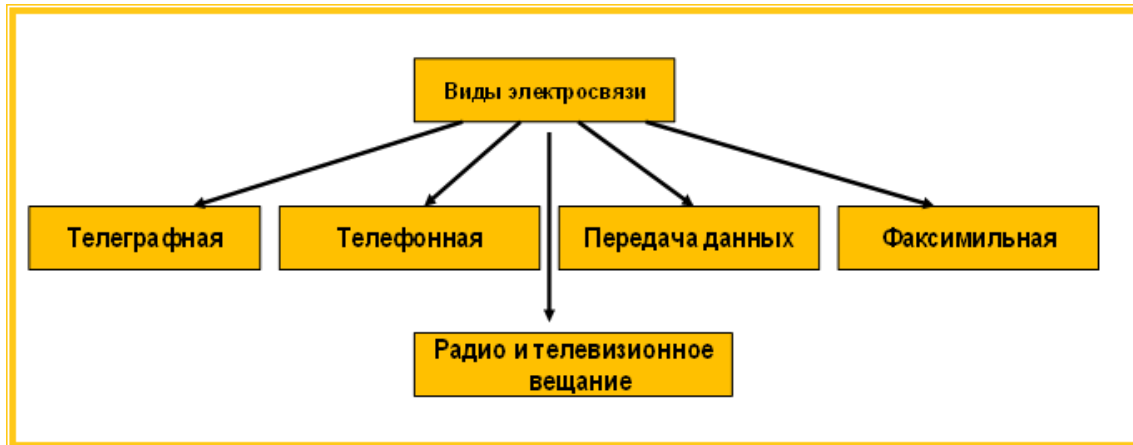 Виды электросвязи
Телеграфная
Телефонная
Передача данных
Факсимильная
Радио и телевизионное
вещание